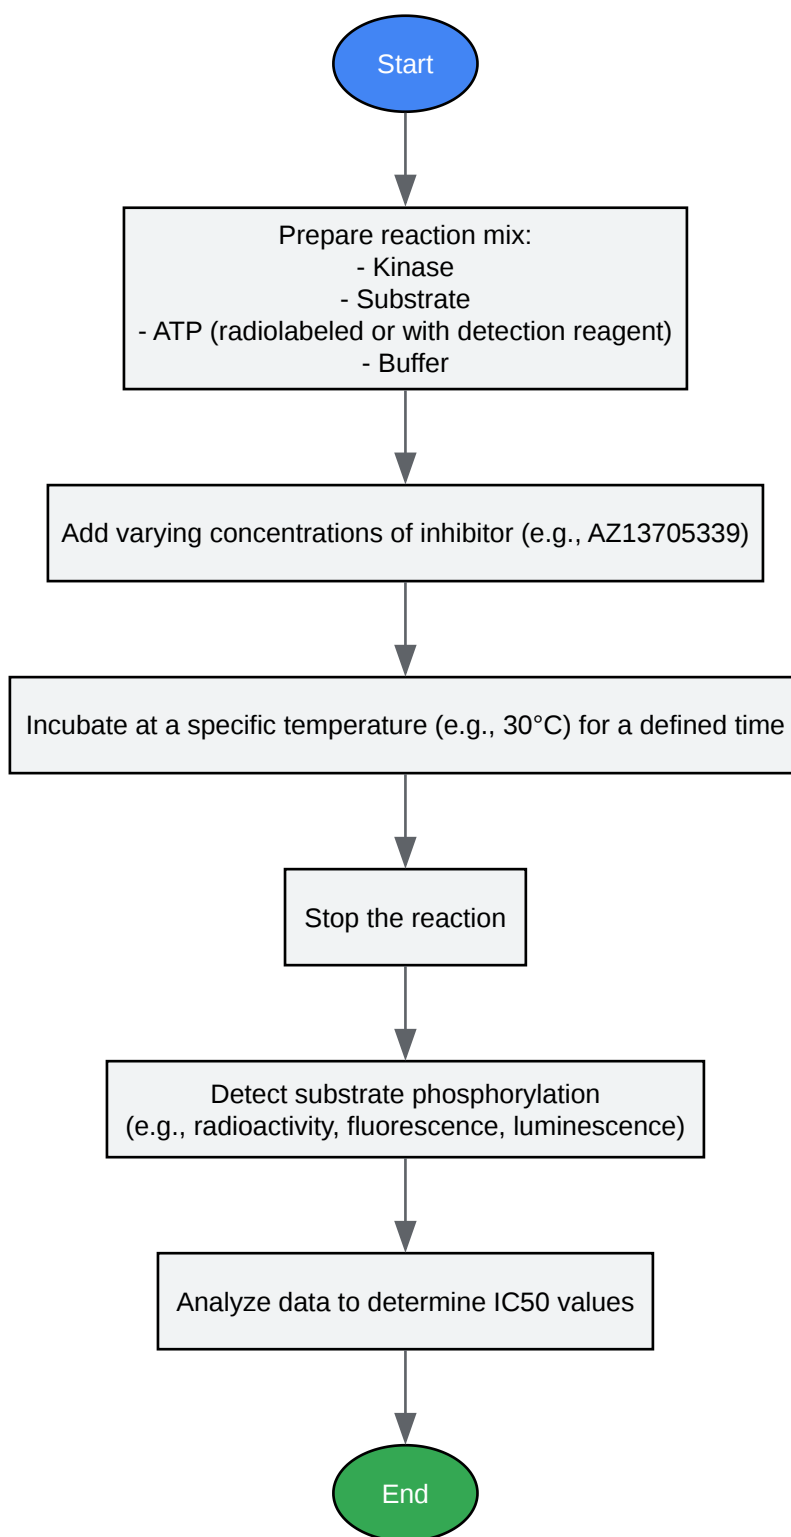 Start
Prepare reaction mix:
- Kinase
- Substrate
- ATP (radiolabeled or with detection reagent)
- Buffer
Add varying concentrations of inhibitor (e.g., AZ13705339)
Incubate at a specific temperature (e.g., 30°C) for a defined time
Stop the reaction
Detect substrate phosphorylation
(e.g., radioactivity, fluorescence, luminescence)
Analyze data to determine IC50 values
End